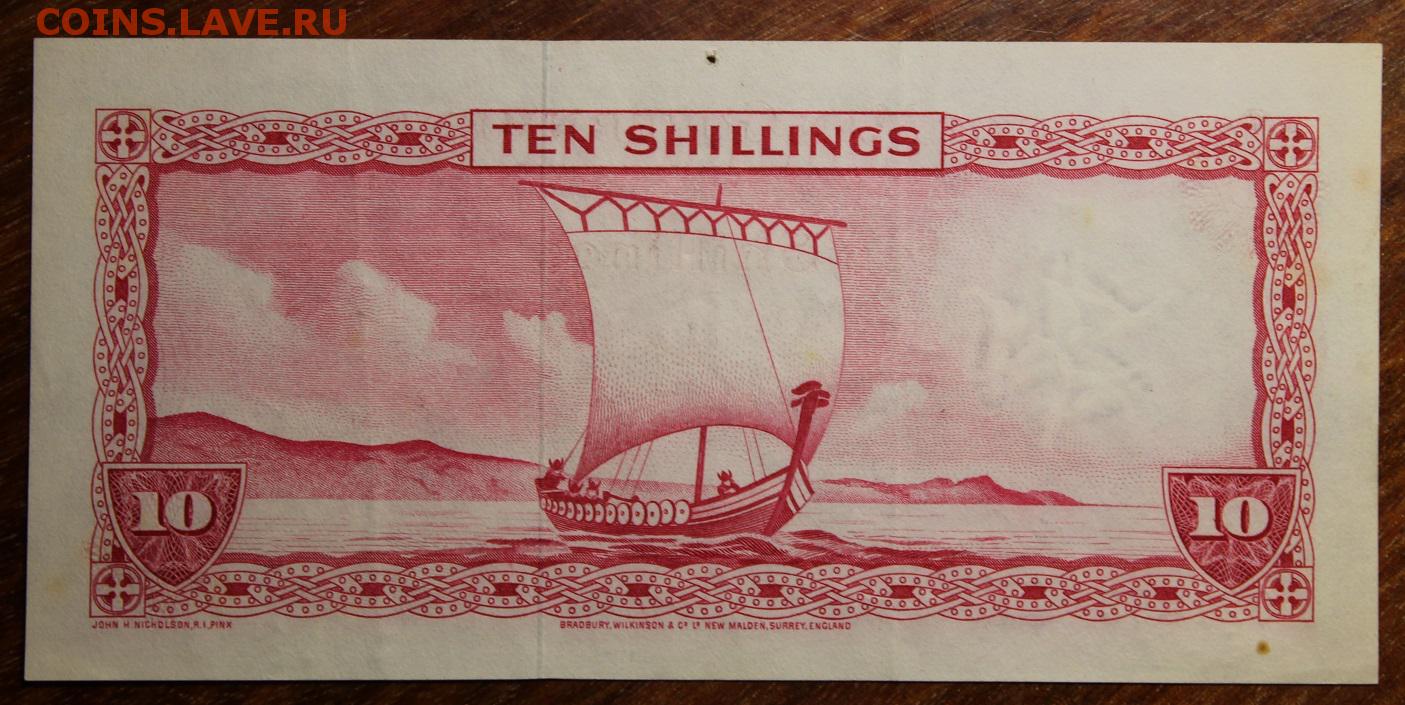 COINS.LAVE.RU
TEN SHILLINGS
10
10
JOHN H NICHOLSON, R.I., PINX
BRADBURY, WILKINSON & Cº Lᴰ NEW MALDEN, SURREY, ENGLAND